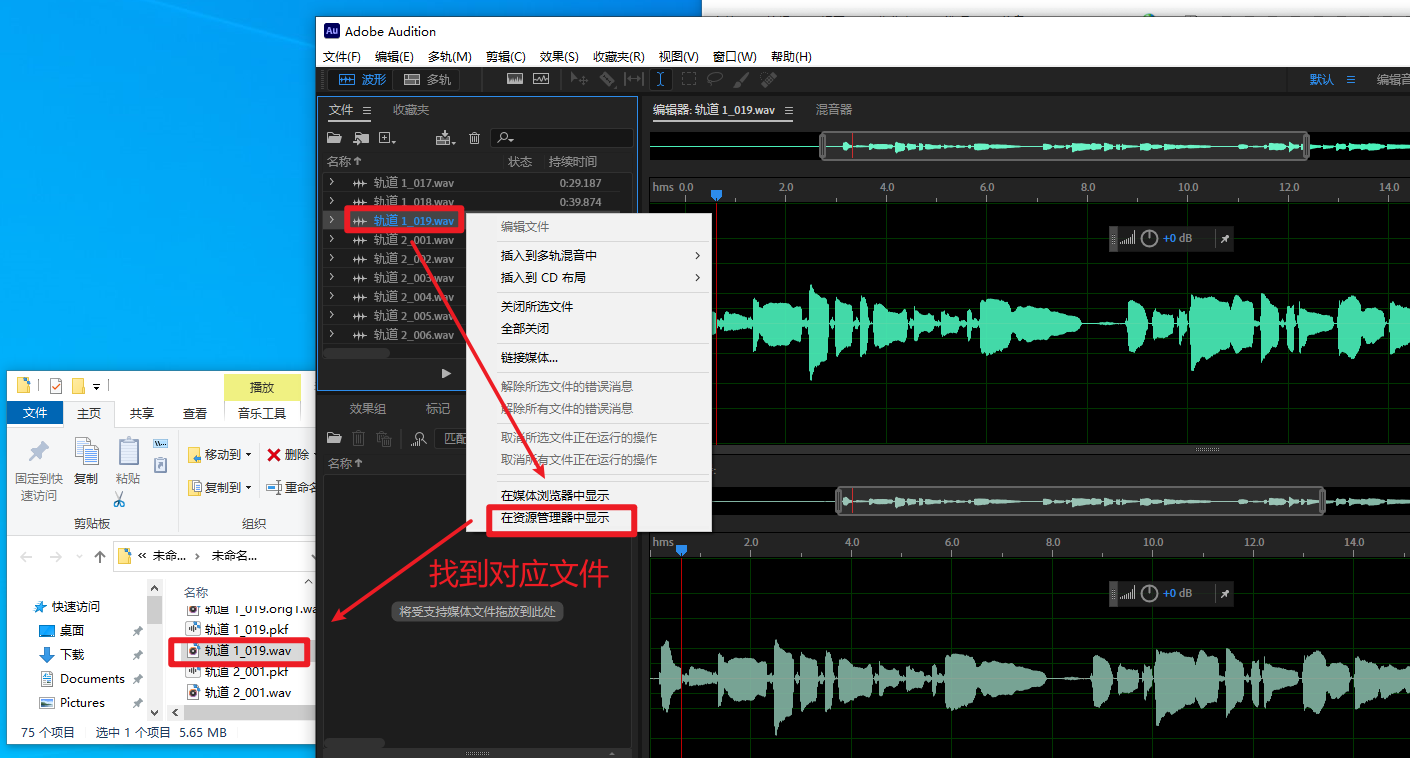 Au Adobe Audition
文件(F) 编辑(E) 多轨(M) 剪辑(C) 效果(S) 收藏夹(R) 视图(V) 窗口(W) 帮助(H)
波形 多轨 默认 编辑音
文件 收藏夹
编辑器: 轨道 1_019.wav 混音器
名称 状态 持续时间
轨道 1_017.wav 0:29.187
轨道 1_018.wav 0:39.874
轨道 1_019.wav
轨道 2_001.wav
轨道 2_002.wav
轨道 2_003.wav
轨道 2_004.wav
轨道 2_005.wav
轨道 2_006.wav
hms 0.0 2.0 4.0 6.0 8.0 10.0 12.0 14.0
+0 dB
编辑文件
插入到多轨混音中
插入到 CD 布局
关闭所选文件
全部关闭
链接媒体...
解除所选文件的错误消息
解除所有文件的错误消息
取消所选文件正在运行的操作
取消所有文件正在运行的操作
在媒体浏览器中显示
在资源管理器中显示
效果组 标记
匹配
名称
找到对应文件
将受支持媒体文件拖放到此处
hms 2.0 4.0 6.0 8.0 10.0 12.0 14.0
+0 dB
播放
文件 主页 共享 查看 音乐工具
固定到快
速访问
复制
粘贴
移动到
删除
复制到
重命名
剪贴板 组织
« 未命... › 未命名...
名称
快速访问
桌面
下载
Documents
Pictures
轨道 1_019.orig1.wa
轨道 1_019.pkf
轨道 1_019.wav
轨道 2_001.pkf
轨道 2_001.wav
75 个项目 选中 1 个项目 5.65 MB